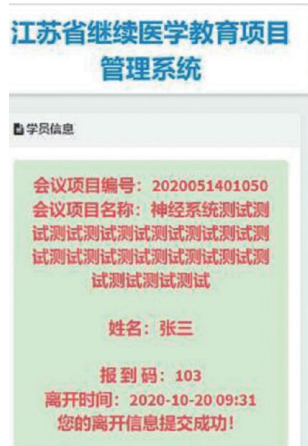 江苏省继续医学教育项目
管理系统
学员信息
会议项目编号：2020051401050
会议项目名称：神经系统测试测
试测试测试测试测试测试测试测
试测试测试测试测试测试测试测
试测试测试测试
姓名：张三
报到码：103
离开时间：2020-10-20 09:31
您的离开信息提交成功！